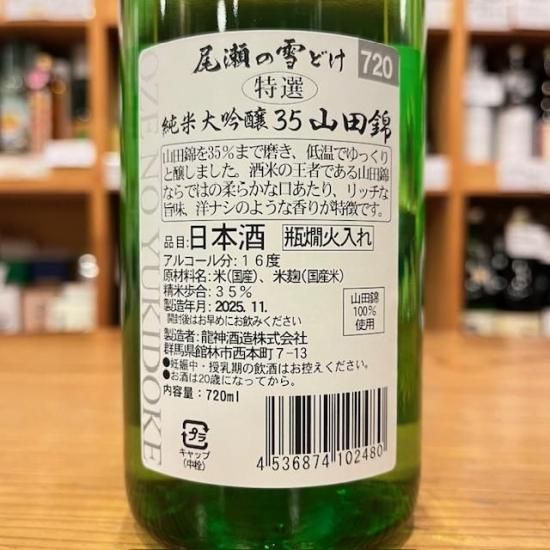 尾瀬の雪どけ 720
特選
純米大吟醸35山田錦
山田錦を35%まで磨き、低温でゆっくり
と醸しました。酒米の王者である山田錦
ならではの柔らかな口あたり、リッチな
旨味、洋ナシのような香りが特徴です。
品目:日本酒 瓶燗火入れ
アルコール分:16度
原材料名:米(国産)、米麹(国産米)
精米歩合:35%
製造年月:2025.11.
開封後はお早めにお飲みください
山田錦
100%
使用
製造者:龍神酒造株式会社
群馬県館林市西本町7-13
●妊娠中・授乳期の飲酒はお控えください。
●お酒は20歳になってから。
内容量:720ml
プラ
キャップ
(中栓)
4 536874 102480
OZE NO YUKIDOKE